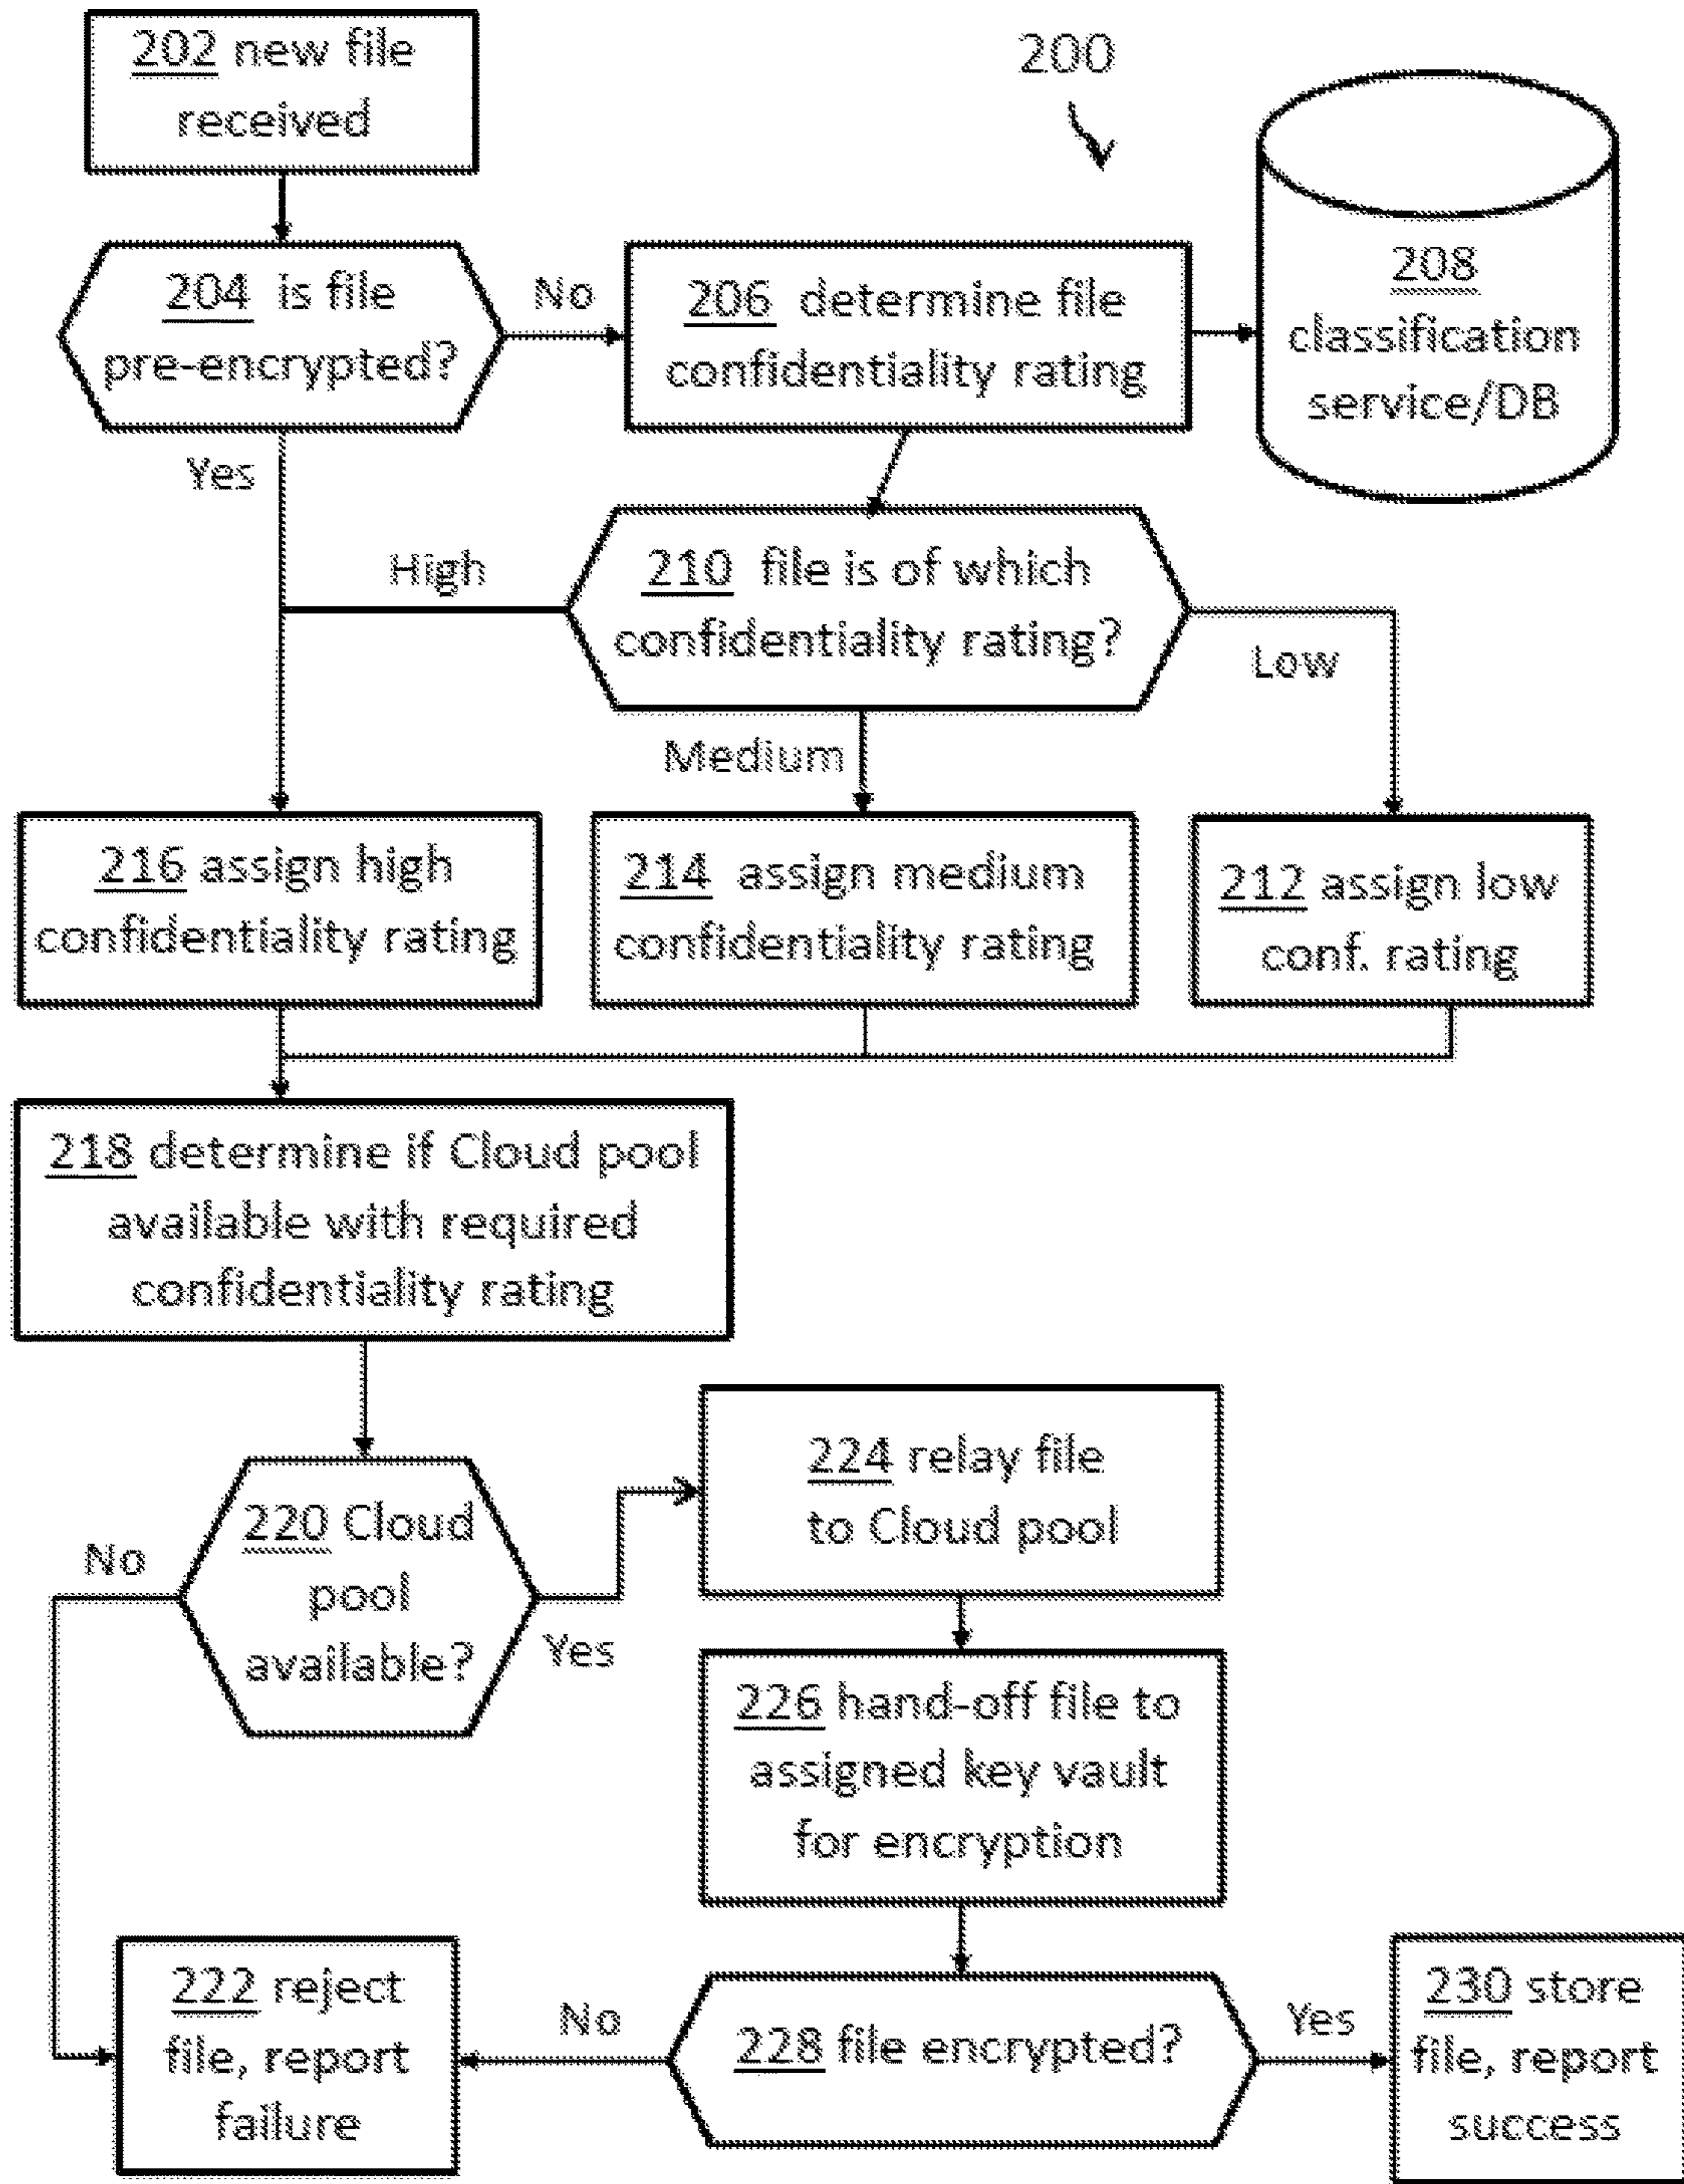 202 new file
received
200
204 is file
pre-encrypted?
No
206 determine file
confidentiality rating
208
classification
service/DB
Yes
High
210 file is of which
confidentiality rating?
Low
Medium
216 assign high
confidentiality rating
214 assign medium
confidentiality rating
212 assign low
conf. rating
218 determine if Cloud pool
available with required
confidentiality rating
220 Cloud
pool
available?
No
Yes
224 relay file
to Cloud pool
226 hand-off file to
assigned key vault
for encryption
222 reject
file, report
failure
No
228 file encrypted?
Yes
230 store
file, report
success